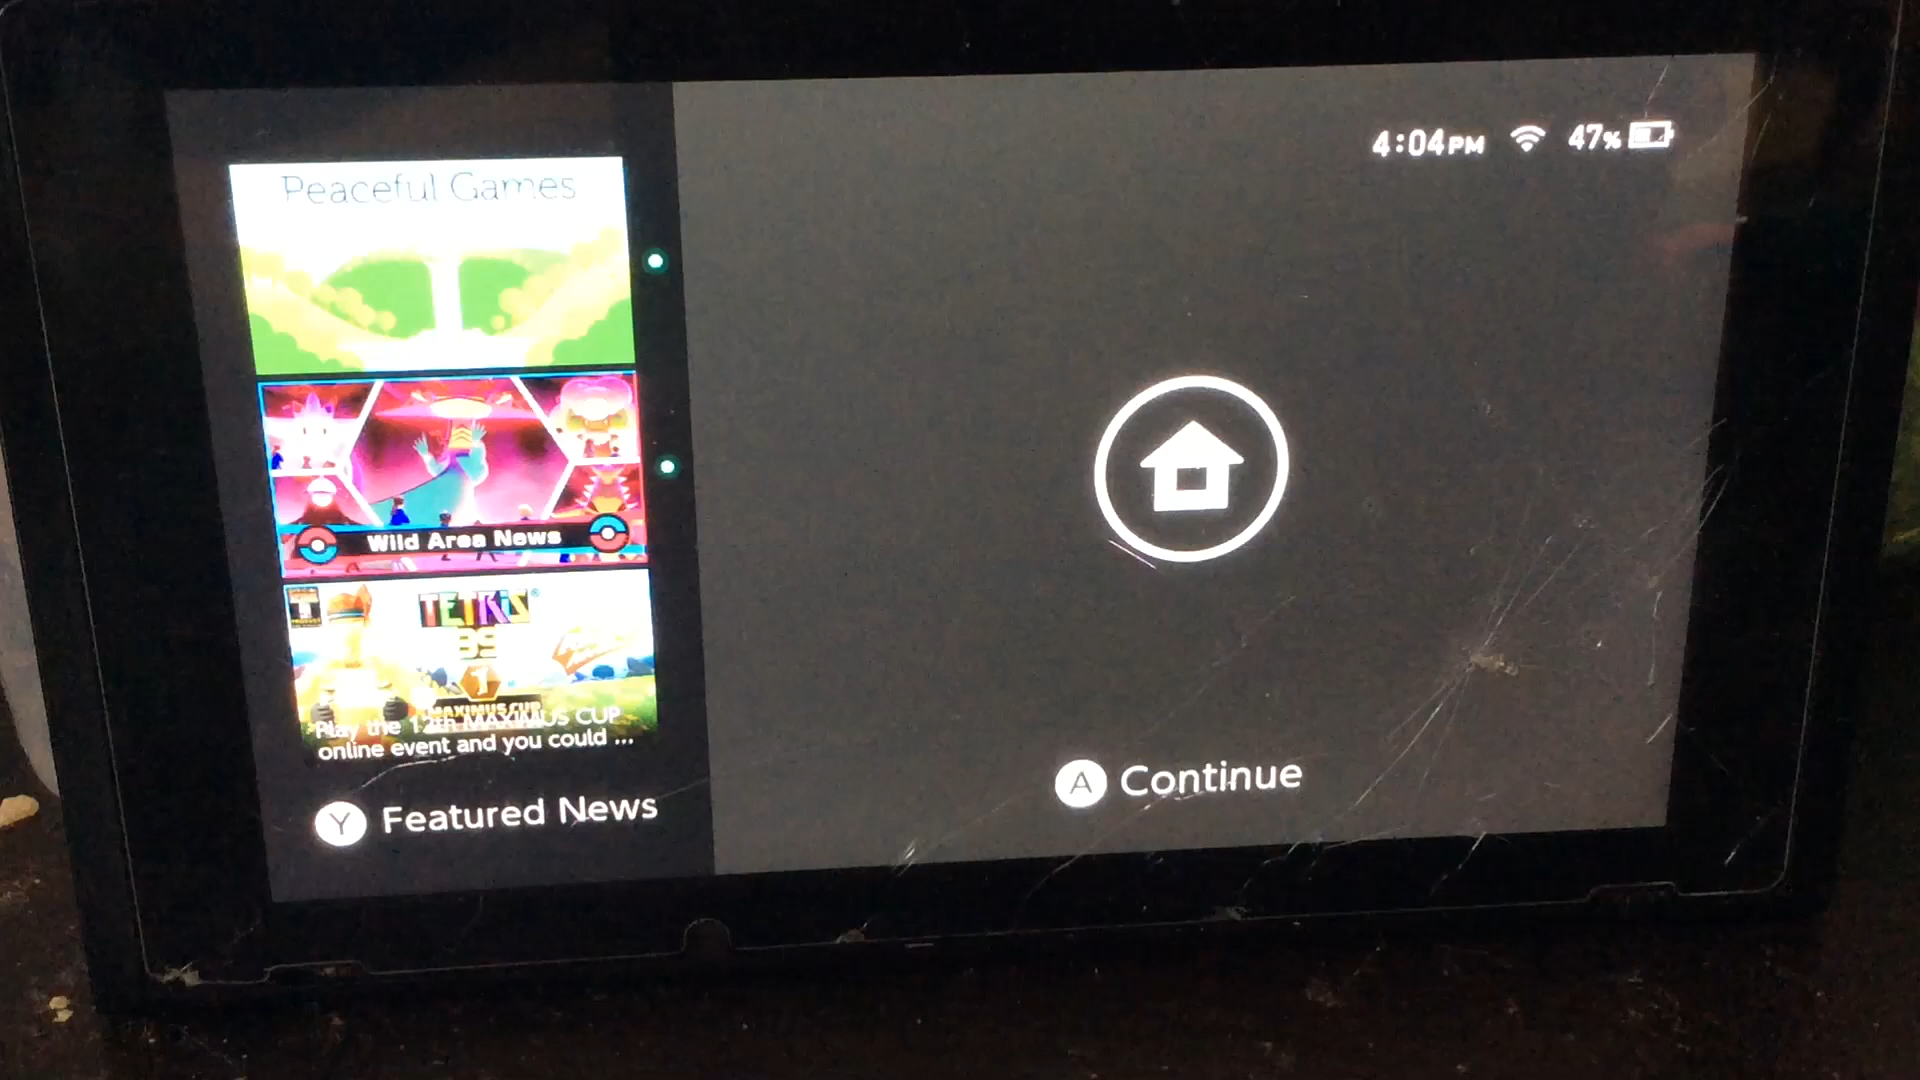 Peaceful Games
4:04PM 47%
Wild Area News
TETRIS®
99
1
MAXIMUS CUP
Play the 12th MAXIMUS CUP
online event and you could ...
Y Featured News
A Continue